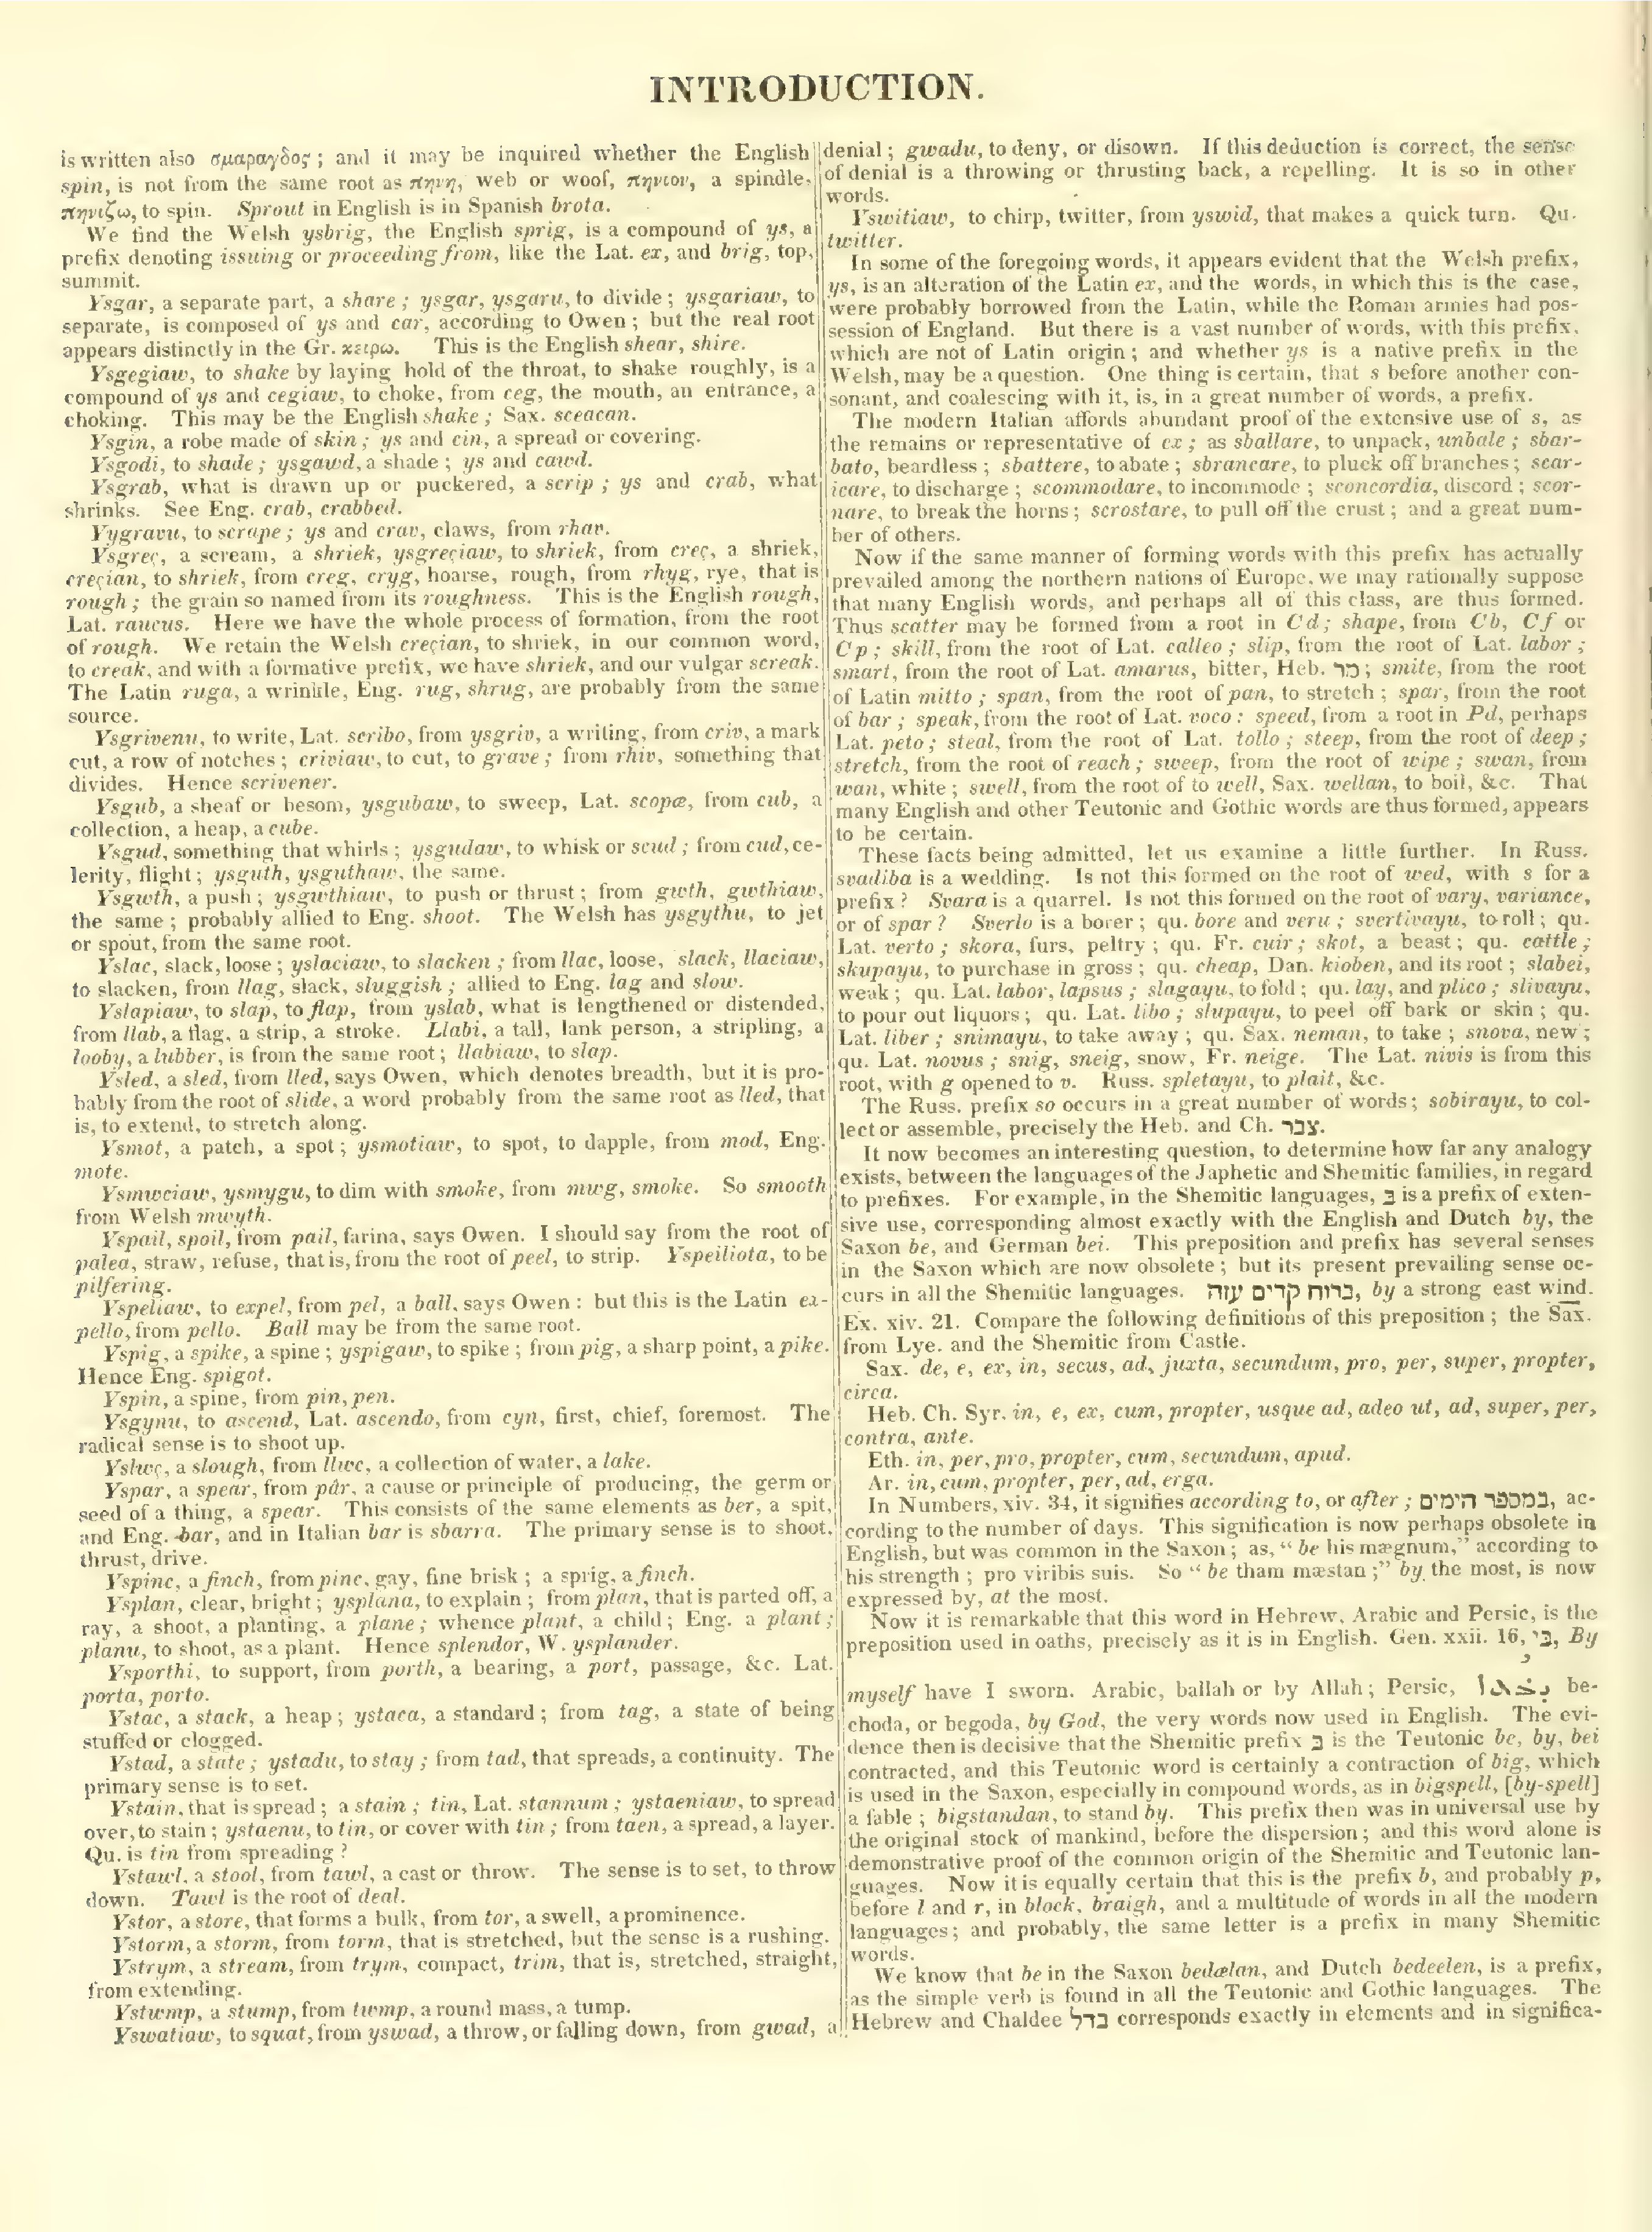 INTRODUCTION.
is written also σμαραγδος; and it may be inquired whether the English
spin, is not from the same root as πηνη, web or woof, πηνιον, a spindle,
πηνιζω, to spin. Sprout in English is in Spanish brota.
We find the Welsh ysbrig, the English sprig, is a compound of ys, a
prefix denoting issuing or proceeding from, like the Lat. ex, and brig, top,
summit.
Ysgar, a separate part, a share; ysgar, ysgaru, to divide; ysgariaw, to
separate, is composed of ys and car, according to Owen; but the real root
appears distinctly in the Gr. κειρω. This is the English shear, shire.
Ysgegiaw, to shake by laying hold of the throat, to shake roughly, is a
compound of ys and cegiaw, to choke, from ceg, the mouth, an entrance, a
choking. This may be the English shake; Sax. sceacan.
Ysgin, a robe made of skin; ys and cin, a spread or covering.
Ysgodi, to shade; ysgawd, a shade; ys and cawd.
Ysgrab, what is drawn up or puckered, a scrip; ys and crab, what
shrinks. See Eng. crab, crabbed.
Yygravu, to scrape; ys and crav, claws, from rhav.
Ysgreç, a scream, a shriek, ysgreçiaw, to shriek, from creç, a shriek,
creçian, to shriek, from creg, cryg, hoarse, rough, from rhyg, rye, that is
rough; the grain so named from its roughness. This is the English rough,
Lat. raucus. Here we have the whole process of formation, from the root
of rough. We retain the Welsh creçian, to shriek, in our common word,
to creak, and with a formative prefix, we have shriek, and our vulgar screak.
The Latin ruga, a wrinkle, Eng. rug, shrug, are probably from the same
source.
Ysgrivenu, to write, Lat. scribo, from ysgriv, a writing, from criv, a mark
cut, a row of notches; criviaw, to cut, to grave; from rhiv, something that
divides. Hence scrivener.
Ysgub, a sheaf or besom, ysgubaw, to sweep, Lat. scopæ, from cub, a
collection, a heap, a cube.
Ysgud, something that whirls; ysgudaw, to whisk or scud; from cud, ce-
lerity, flight; ysguth, ysguthaw, the same.
Ysgwth, a push; ysgwthiaw, to push or thrust; from gwth, gwthiaw,
the same; probably allied to Eng. shoot. The Welsh has ysgythu, to jet
or spout, from the same root.
Yslac, slack, loose; yslaciaw, to slacken; from llac, loose, slack, llaciaw,
to slacken, from llag, slack, sluggish; allied to Eng. lag and slow.
Yslapiaw, to slap, to flap, from yslab, what is lengthened or distended,
from llab, a flag, a strip, a stroke. Llabi, a tall, lank person, a stripling, a
looby, a lubber, is from the same root; llabiaw, to slap.
Ysled, a sled, from lled, says Owen, which denotes breadth, but it is pro-
bably from the root of slide, a word probably from the same root as lled, that
is, to extend, to stretch along.
Ysmot, a patch, a spot; ysmotiaw, to spot, to dapple, from mod, Eng.
mote.
Ysmwciaw, ysmygu, to dim with smoke, from mwg, smoke. So smooth
from Welsh mwyth.
Yspail, spoil, from pail, farina, says Owen. I should say from the root of
palea, straw, refuse, that is, from the root of peel, to strip. Yspeiliota, to be
pilfering.
Yspeliaw, to expel, from pel, a ball, says Owen: but this is the Latin ex-
pello, from pello. Ball may be from the same root.
Yspig, a spike, a spine; yspigaw, to spike; from pig, a sharp point, a pike.
Hence Eng. spigot.
Yspin, a spine, from pin, pen.
Ysgynu, to ascend, Lat. ascendo, from cyn, first, chief, foremost. The
radical sense is to shoot up.
Yslwç, a slough, from llwc, a collection of water, a lake.
Yspar, a spear, from pâr, a cause or principle of producing, the germ or
seed of a thing, a spear. This consists of the same elements as ber, a spit,
and Eng. bar, and in Italian bar is sbarra. The primary sense is to shoot,
thrust, drive.
Yspinc, a finch, from pinc, gay, fine brisk; a sprig, a finch.
Ysplan, clear, bright; ysplana, to explain; from plan, that is parted off, a
ray, a shoot, a planting, a plane; whence plant, a child; Eng. a plant;
planu, to shoot, as a plant. Hence splendor, W. ysplander.
Ysporthi, to support, from porth, a bearing, a port, passage, &c. Lat.
porta, porto.
Ystac, a stack, a heap; ystaca, a standard; from tag, a state of being
stuffed or clogged.
Ystad, a state; ystadu, to stay; from tad, that spreads, a continuity. The
primary sense is to set.
Ystain, that is spread; a stain; tin, Lat. stannum; ystaeniaw, to spread
over, to stain; ystaenu, to tin, or cover with tin; from taen, a spread, a layer.
Qu. is tin from spreading?
Ystawl, a stool, from tawl, a cast or throw. The sense is to set, to throw
down. Tawl is the root of deal.
Ystor, a store, that forms a bulk, from tor, a swell, a prominence.
Ystorm, a storm, from torm, that is stretched, but the sense is a rushing.
Ystrym, a stream, from trym, compact, trim, that is, stretched, straight,
from extending.
Ystwmp, a stump, from twmp, a round mass, a tump.
Yswatiaw, to squat, from yswad, a throw, or falling down, from gwad, a
denial; gwadu, to deny, or disown. If this deduction is correct, the sense
of denial is a throwing or thrusting back, a repelling. It is so in other
words.
Yswitiaw, to chirp, twitter, from yswid, that makes a quick turn. Qu.
twitter.
In some of the foregoing words, it appears evident that the Welsh prefix,
ys, is an alteration of the Latin ex, and the words, in which this is the case,
were probably borrowed from the Latin, while the Roman armies had pos-
session of England. But there is a vast number of words, with this prefix,
which are not of Latin origin; and whether ys is a native prefix in the
Welsh, may be a question. One thing is certain, that s before another con-
sonant, and coalescing with it, is, in a great number of words, a prefix.
The modern Italian affords abundant proof of the extensive use of s, as
the remains or representative of ex; as sballare, to unpack, unbale; sbar-
bato, beardless; sbattere, to abate; sbrancare, to pluck off branches; scar-
icare, to discharge; scommodare, to incommode; sconcordia, discord; scor-
nare, to break the horns; scrostare, to pull off the crust; and a great num-
ber of others.
Now if the same manner of forming words with this prefix has actually
prevailed among the northern nations of Europe, we may rationally suppose
that many English words, and perhaps all of this class, are thus formed.
Thus scatter may be formed from a root in Cd; shape, from Cb, Cf or
Cp; skill, from the root of Lat. calleo; slip, from the root of Lat. labor;
smart, from the root of Lat. amarus, bitter, Heb. מר; smite, from the root
of Latin mitto; span, from the root of pan, to stretch; spar, from the root
of bar; speak, from the root of Lat. voco: speed, from a root in Pd, perhaps
Lat. peto; steal, from the root of Lat. tollo; steep, from the root of deep;
stretch, from the root of reach; sweep, from the root of wipe; swan, from
wan, white; swell, from the root of to well, Sax. wellan, to boil, &c. That
many English and other Teutonic and Gothic words are thus formed, appears
to be certain.
These facts being admitted, let us examine a little further. In Russ.
svadiba is a wedding. Is not this formed on the root of wed, with s for a
prefix? Svara is a quarrel. Is not this formed on the root of vary, variance,
or of spar? Sverlo is a borer; qu. bore and veru; svertivayu, to roll; qu.
Lat. verto; skora, furs, peltry; qu. Fr. cuir; skot, a beast; qu. cattle;
skupayu, to purchase in gross; qu. cheap, Dan. kioben, and its root; slabei,
weak; qu. Lat. labor, lapsus; slagayu, to fold; qu. lay, and plico; slivayu,
to pour out liquors; qu. Lat. libo; slupayu, to peel off bark or skin; qu.
Lat. liber; snimayu, to take away; qu. Sax. neman, to take; snova, new;
qu. Lat. novus; snig, sneig, snow, Fr. neige. The Lat. nivis is from this
root, with g opened to v. Russ. spletayu, to plait, &c.
The Russ. prefix so occurs in a great number of words; sobirayu, to col-
lect or assemble, precisely the Heb. and Ch. צבר.
It now becomes an interesting question, to determine how far any analogy
exists, between the languages of the Japhetic and Shemitic families, in regard
to prefixes. For example, in the Shemitic languages, ב is a prefix of exten-
sive use, corresponding almost exactly with the English and Dutch by, the
Saxon be, and German bei. This preposition and prefix has several senses
in the Saxon which are now obsolete; but its present prevailing sense oc-
curs in all the Shemitic languages. ברוח קדים עזה, by a strong east wind.
Ex. xiv. 21. Compare the following definitions of this preposition; the Sax.
from Lye. and the Shemitic from Castle.
Sax. de, e, ex, in, secus, ad, juxta, secundum, pro, per, super, propter,
circa.
Heb. Ch. Syr. in, e, ex, cum, propter, usque ad, adeo ut, ad, super, per,
contra, ante.
Eth. in, per, pro, propter, cum, secundum, apud.
Ar. in, cum, propter, per, ad, erga.
In Numbers, xiv. 34, it signifies according to, or after; במספר הימים, ac-
cording to the number of days. This signification is now perhaps obsolete in
English, but was common in the Saxon; as, "be his mægnum," according to
his strength; pro viribis suis. So "be tham mæstan;" by the most, is now
expressed by, at the most.
Now it is remarkable that this word in Hebrew, Arabic and Persic, is the
preposition used in oaths, precisely as it is in English. Gen. xxii. 16, בי, By
myself have I sworn. Arabic, ballah or by Allah; Persic, be-
choda, or begoda, by God, the very words now used in English. The evi-
dence then is decisive that the Shemitic prefix ב is the Teutonic be, by, bei
contracted, and this Teutonic word is certainly a contraction of big, which
is used in the Saxon, especially in compound words, as in bigspell, [by-spell]
a fable; bigstandan, to stand by. This prefix then was in universal use by
the original stock of mankind, before the dispersion; and this word alone is
demonstrative proof of the common origin of the Shemitic and Teutonic lan-
guages. Now it is equally certain that this is the prefix b, and probably p,
before l and r, in block, braigh, and a multitude of words in all the modern
languages; and probably, the same letter is a prefix in many Shemitic
words.
We know that be in the Saxon bedælan, and Dutch bedeelen, is a prefix,
as the simple verb is found in all the Teutonic and Gothic languages. The
Hebrew and Chaldee בדל corresponds exactly in elements and in significa-